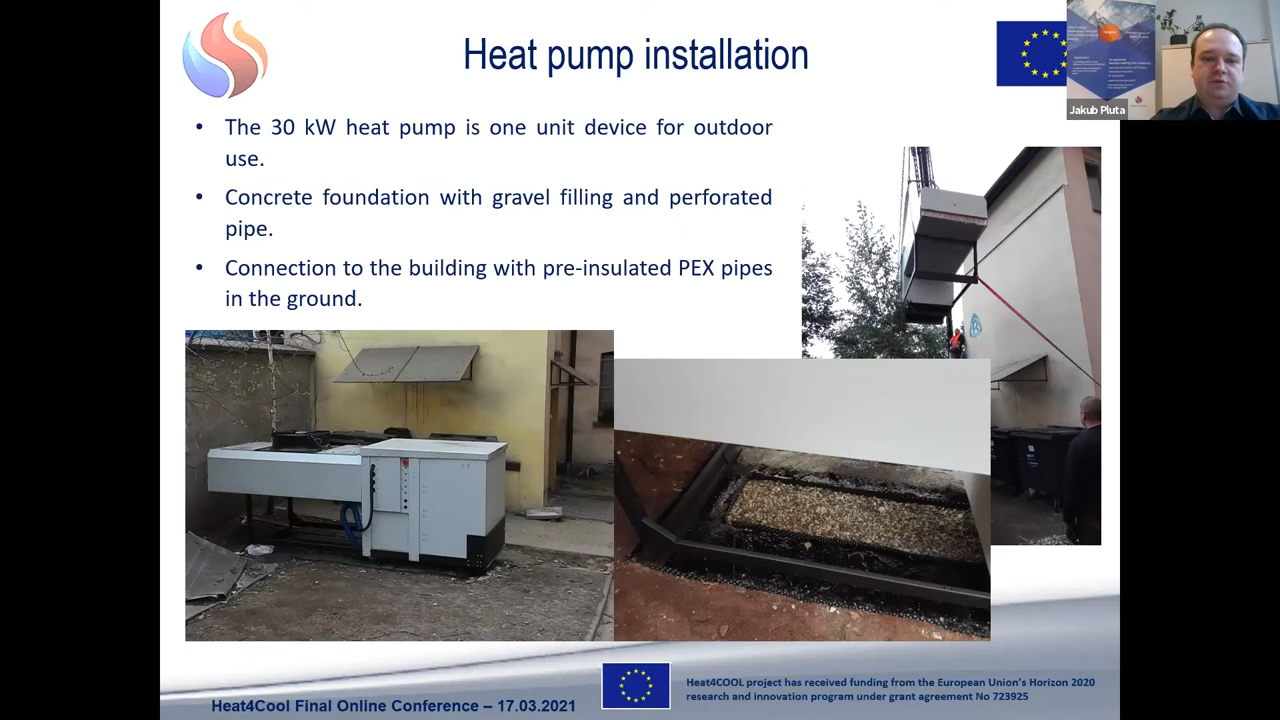 Heat pump installation
Jakub Pluta
• The 30 kW heat pump is one unit device for outdoor
use.
• Concrete foundation with gravel filling and perforated
pipe.
• Connection to the building with pre-insulated PEX pipes
in the ground.
Heat4Cool Final Online Conference – 17.03.2021
Heat4COOL project has received funding from the European Union's Horizon 2020
research and innovation program under grant agreement No 723925